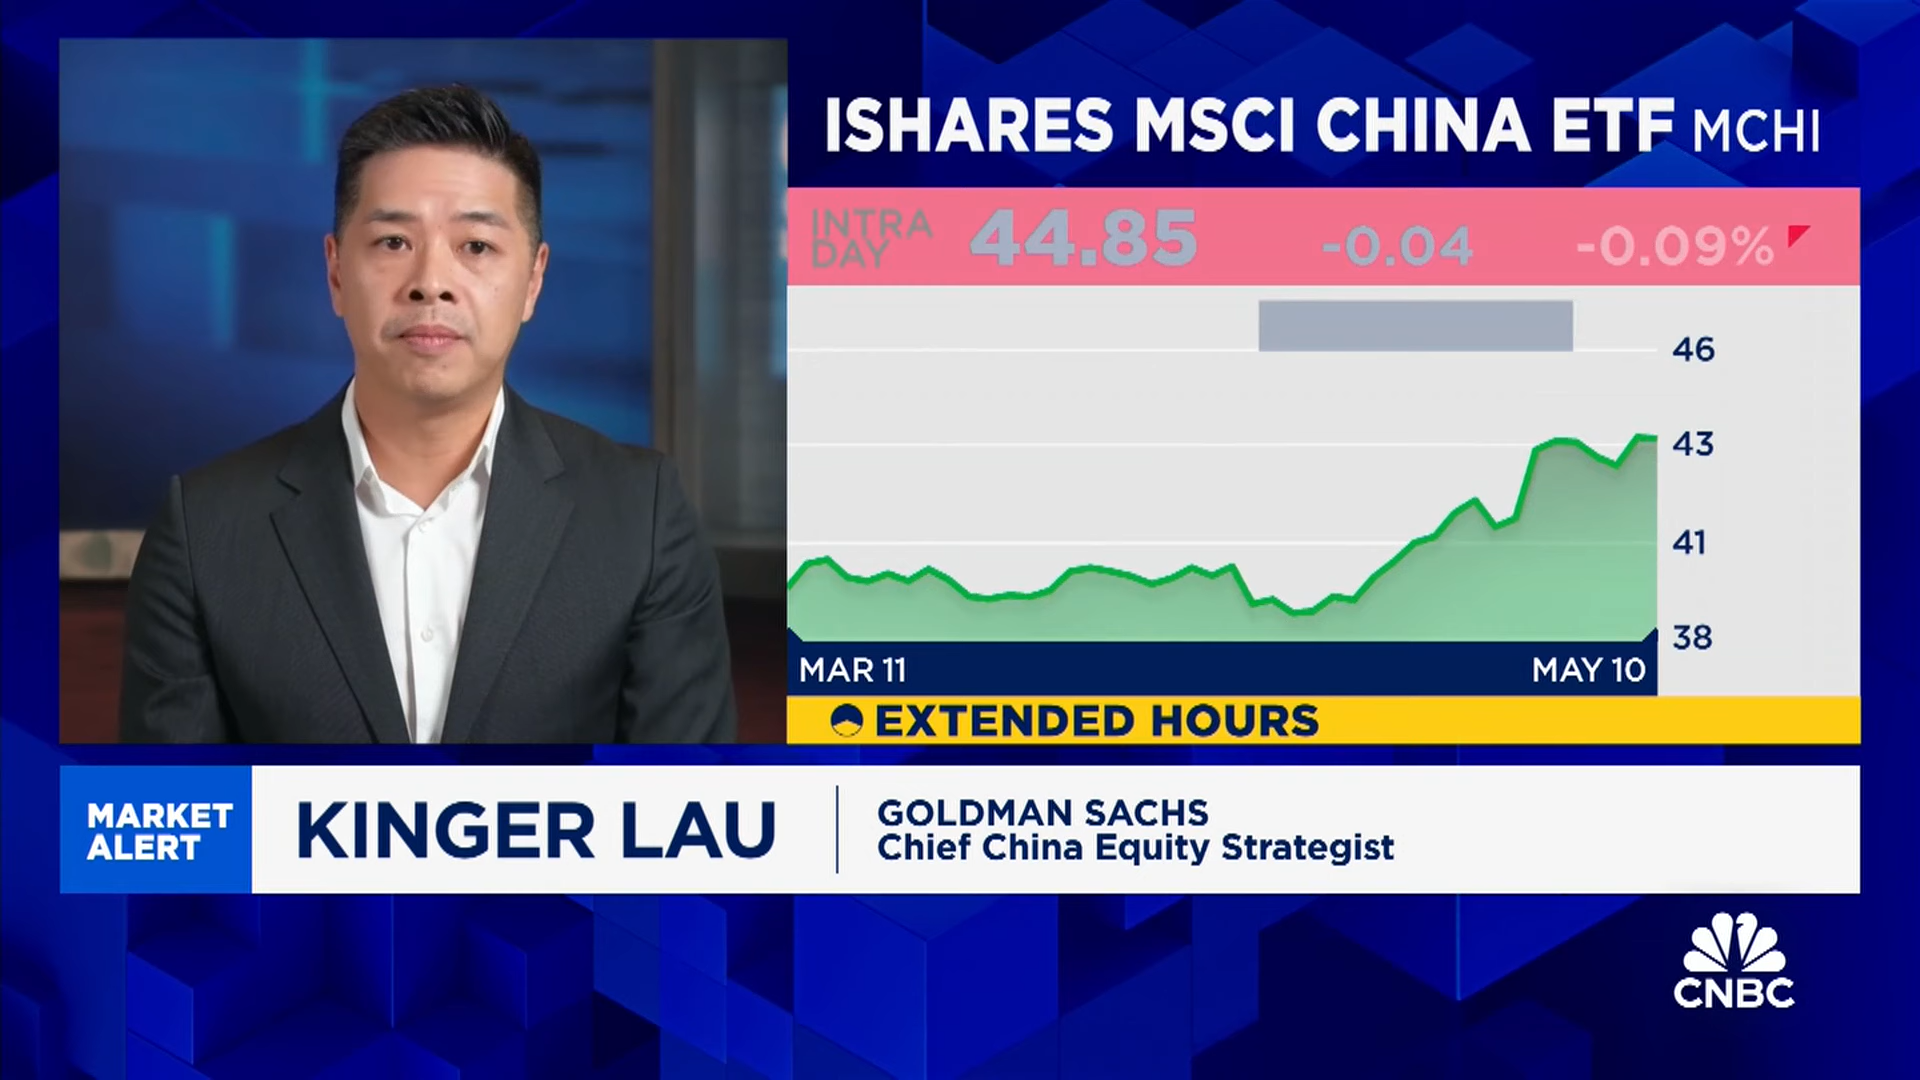 ISHARES MSCI CHINA ETF MCHI
INTRA
DAY
44.85 -0.04 -0.09%
46
43
41
38
MAR 11 MAY 10
EXTENDED HOURS
MARKET
ALERT
KINGER LAU
GOLDMAN SACHS
Chief China Equity Strategist
CNBC